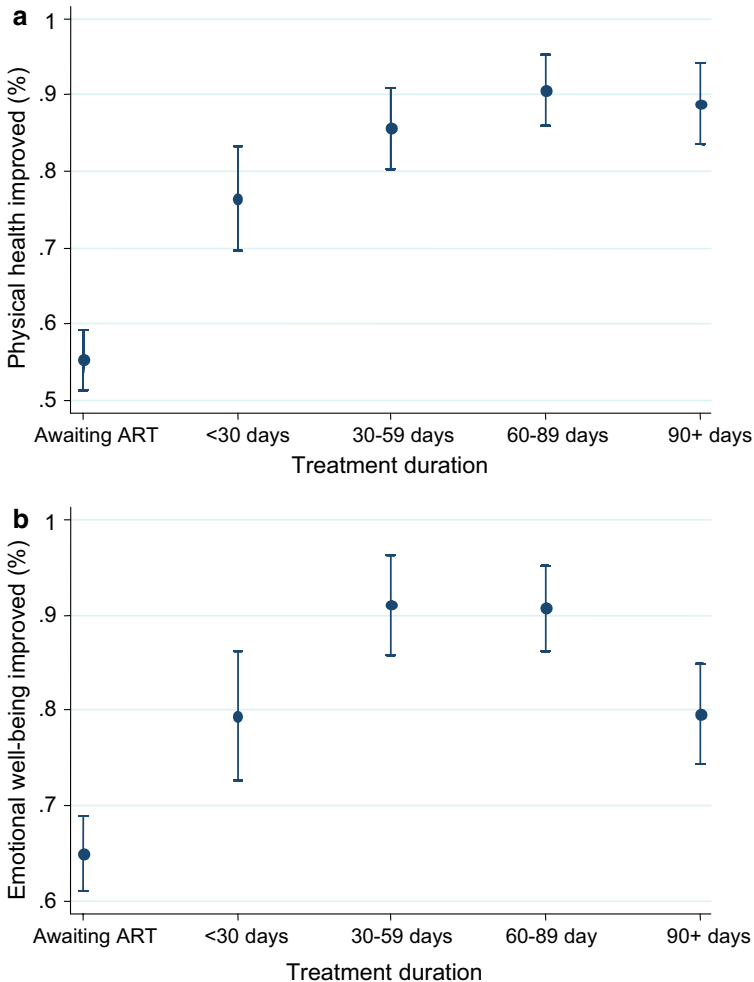 a
Physical health improved (%)
1
.9
.8
.7
.6
.5
Awaiting ART <30 days 30-59 days 60-89 days 90+ days
Treatment duration
b
Emotional well-being improved (%)
1
.9
.8
.7
.6
Awaiting ART <30 days 30-59 days 60-89 day 90+ days
Treatment duration